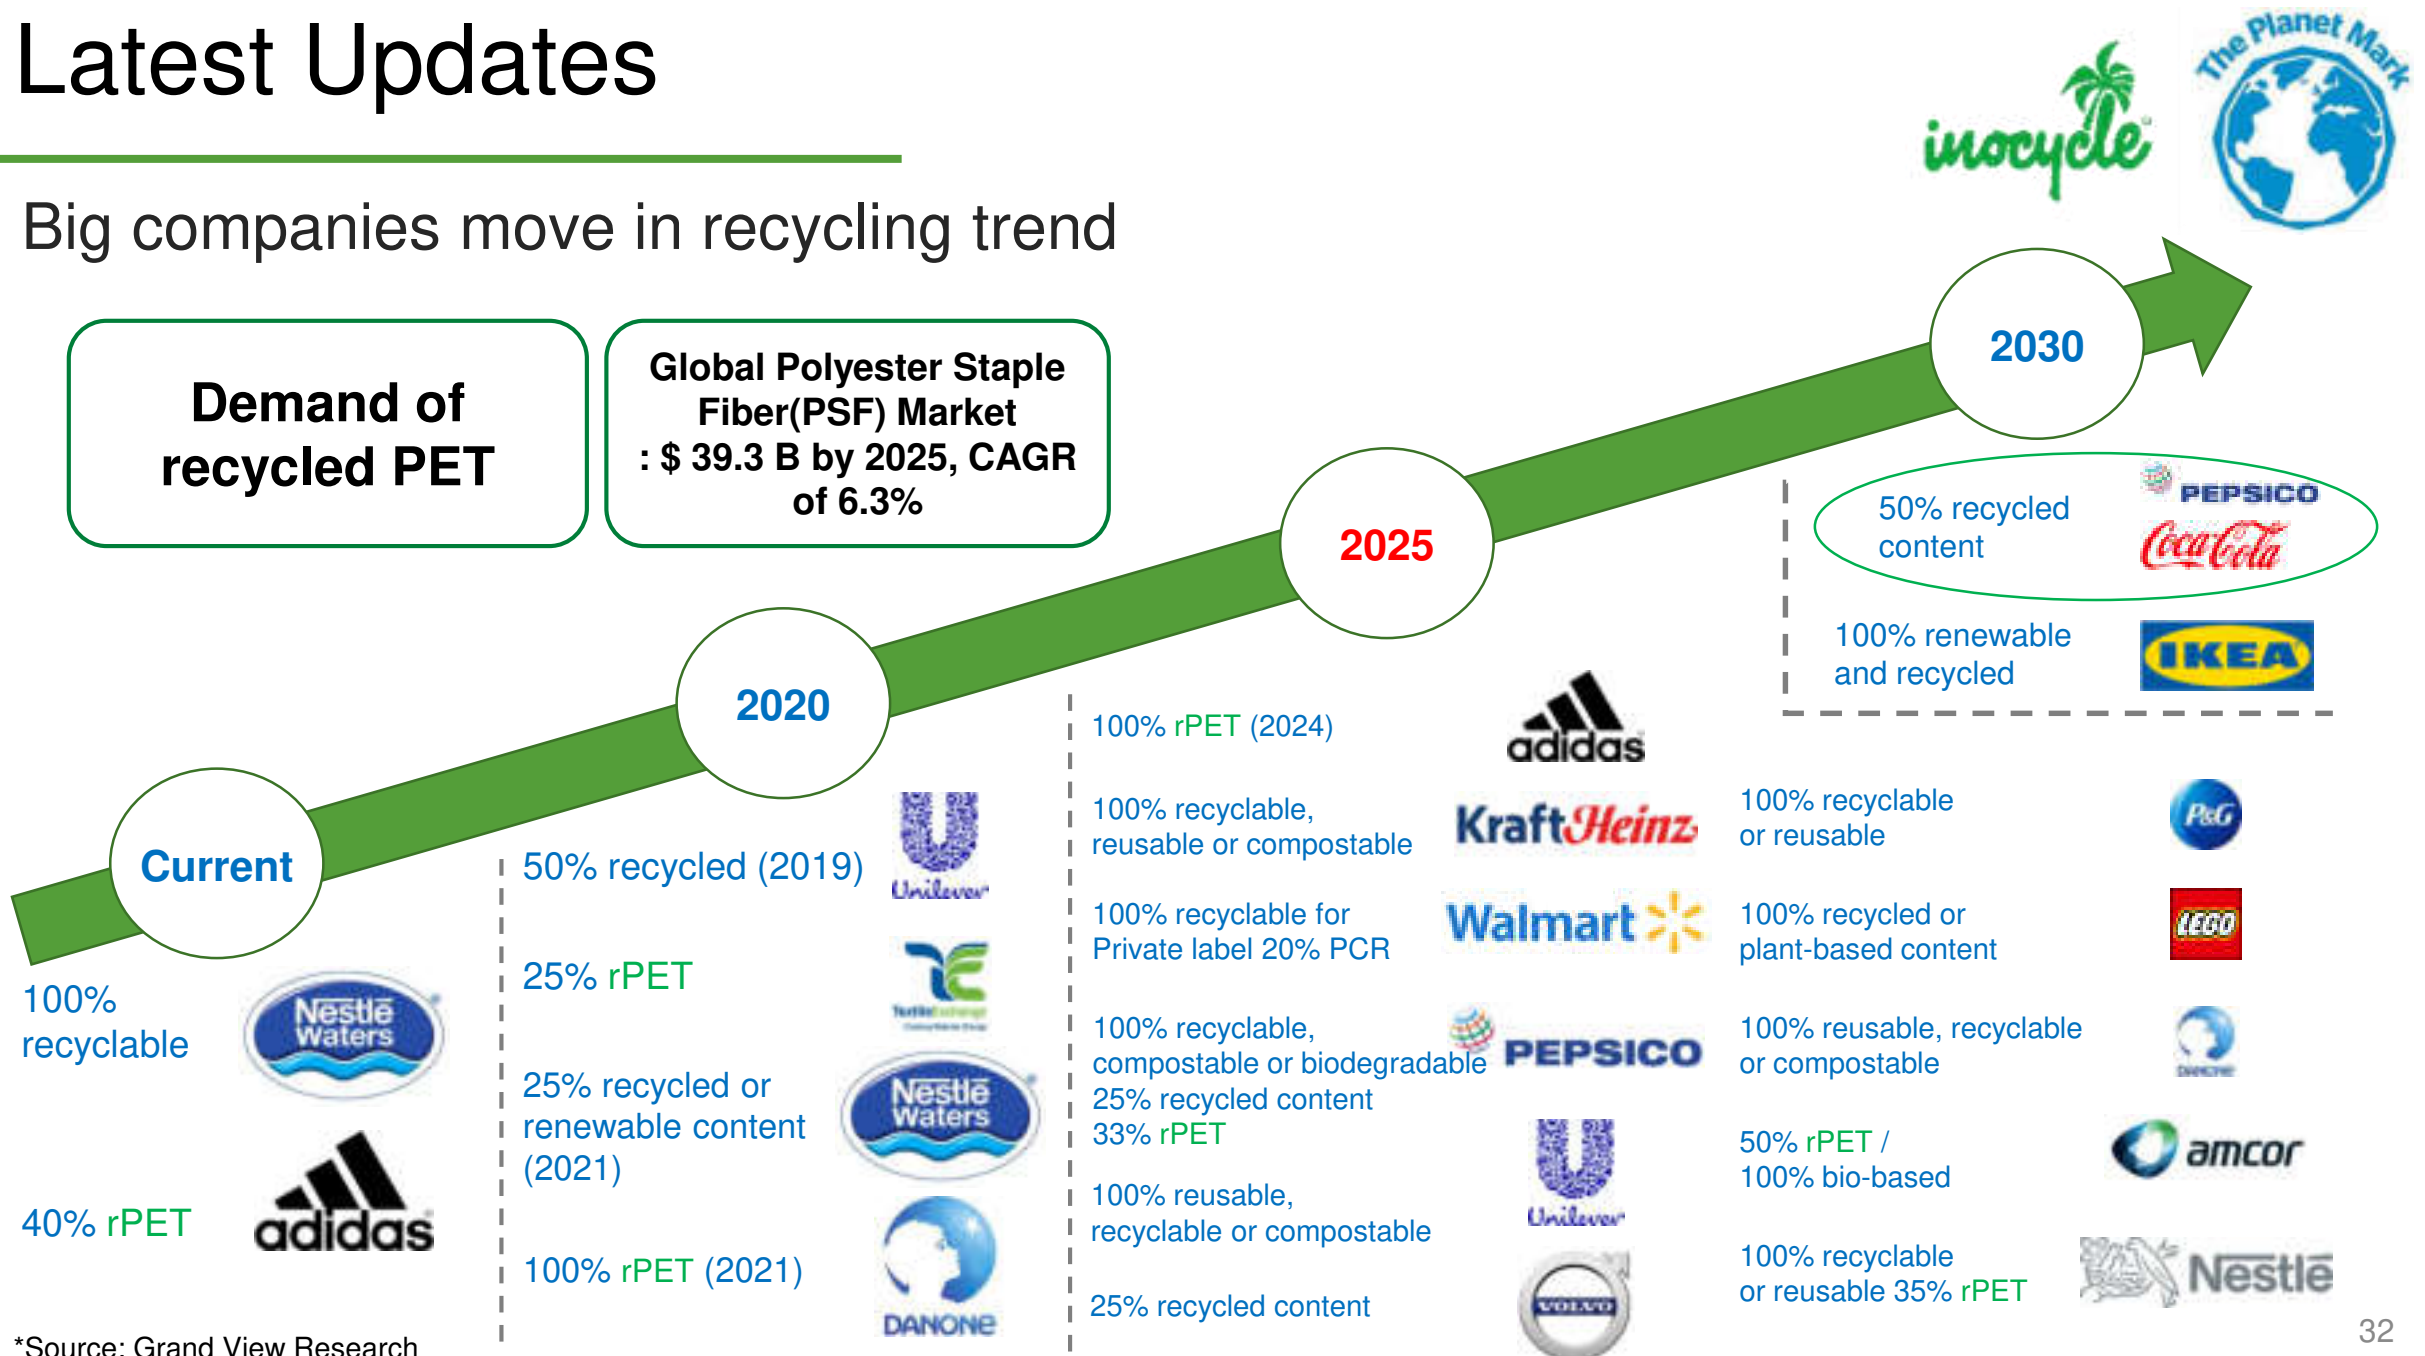 Latest Updates
inocycle
The Planet Mark
Big companies move in recycling trend
Demand of
recycled PET
Global Polyester Staple
Fiber(PSF) Market
: $ 39.3 B by 2025, CAGR
of 6.3%
Current
2020
2025
2030
100%
recyclable
Nestlé
Waters
40% rPET
adidas
50% recycled (2019)
Unilever
25% rPET
TextileExchange
25% recycled or
renewable content
(2021)
Nestlé
Waters
100% rPET (2021)
DANONE
100% rPET (2024)
adidas
100% recyclable,
reusable or compostable
KraftHeinz
100% recyclable for
Private label 20% PCR
Walmart
100% recyclable,
compostable or biodegradable
25% recycled content
33% rPET
PEPSICO
100% reusable,
recyclable or compostable
Unilever
25% recycled content
VOLVO
50% recycled
content
PEPSICO
Coca-Cola
100% renewable
and recycled
IKEA
100% recyclable
or reusable
P&G
100% recycled or
plant-based content
LEGO
100% reusable, recyclable
or compostable
DANONE
50% rPET /
100% bio-based
amcor
100% recyclable
or reusable 35% rPET
Nestlé
*Source: Grand View Research
32